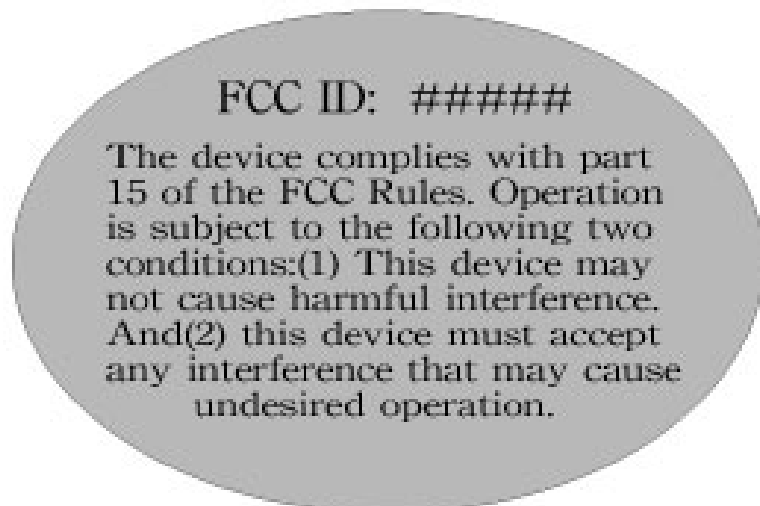 FCC ID: #####
The device complies with part
15 of the FCC Rules. Operation
is subject to the following two
conditions:(1) This device may
not cause harmful interference.
And(2) this device must accept
any interference that may cause
undesired operation.